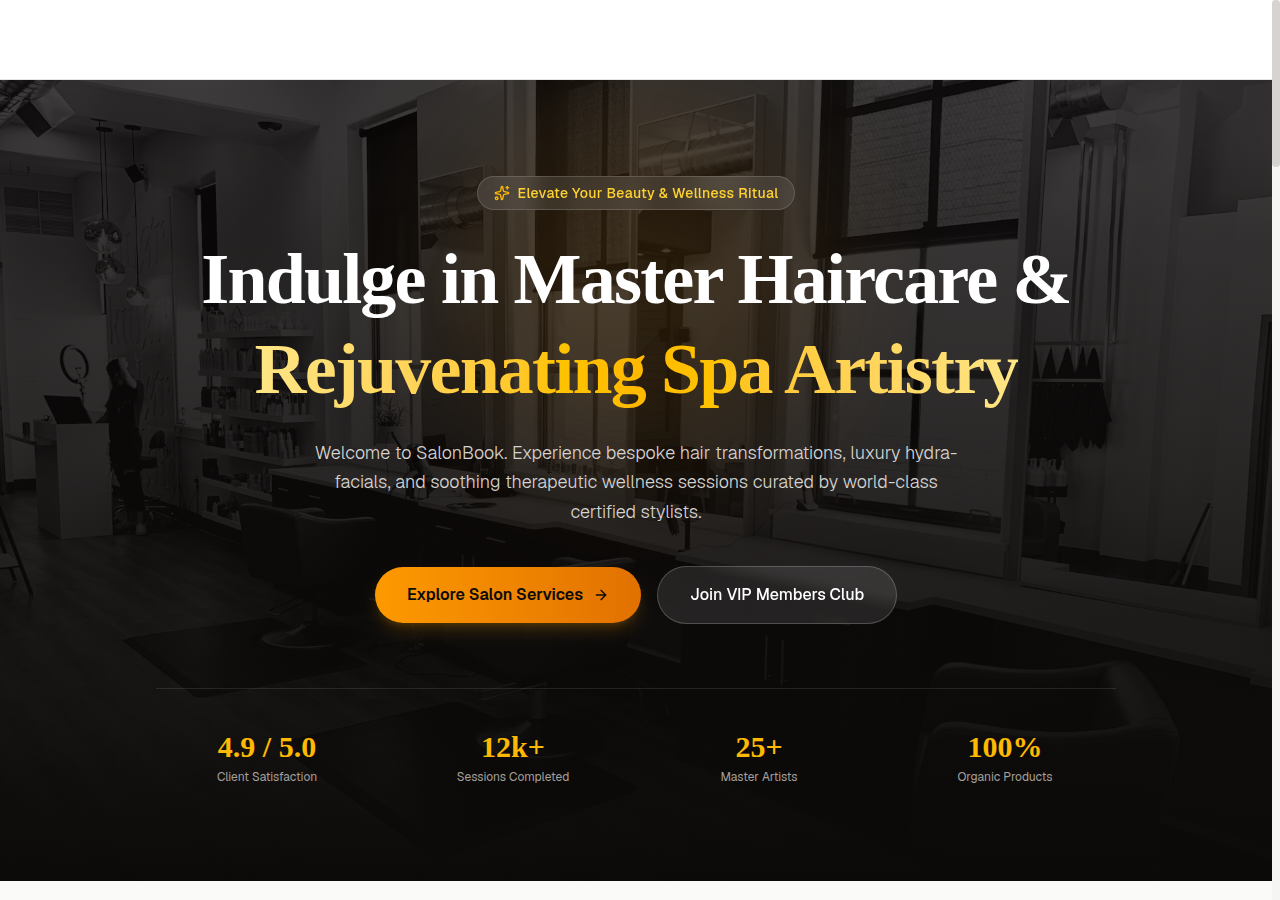 Elevate Your Beauty & Wellness Ritual
Indulge in Master Haircare &
Rejuvenating Spa Artistry
Welcome to SalonBook. Experience bespoke hair transformations, luxury hydra-
facials, and soothing therapeutic wellness sessions curated by world-class
certified stylists.
Explore Salon Services
Join VIP Members Club
4.9 / 5.0
12k+
25+
100%
Client Satisfaction
Sessions Completed
Master Artists
Organic Products